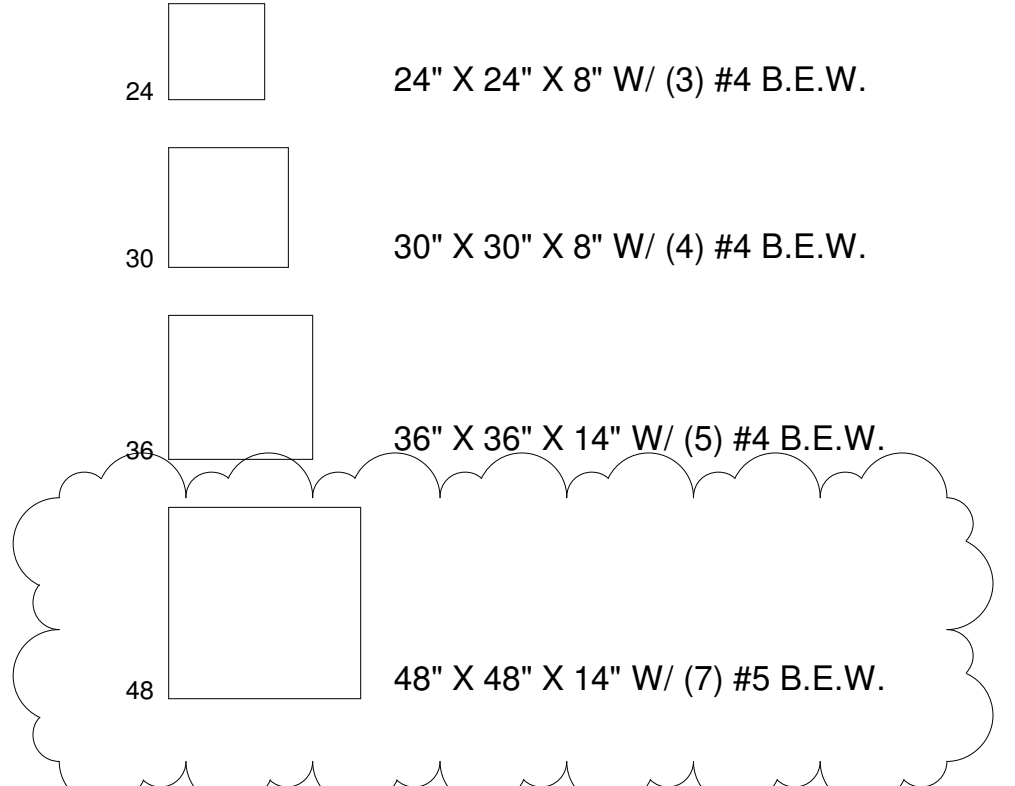 24 24" X 24" X 8" W/ (3) #4 B.E.W.
30 30" X 30" X 8" W/ (4) #4 B.E.W.
36 36" X 36" X 14" W/ (5) #4 B.E.W.
48 48" X 48" X 14" W/ (7) #5 B.E.W.